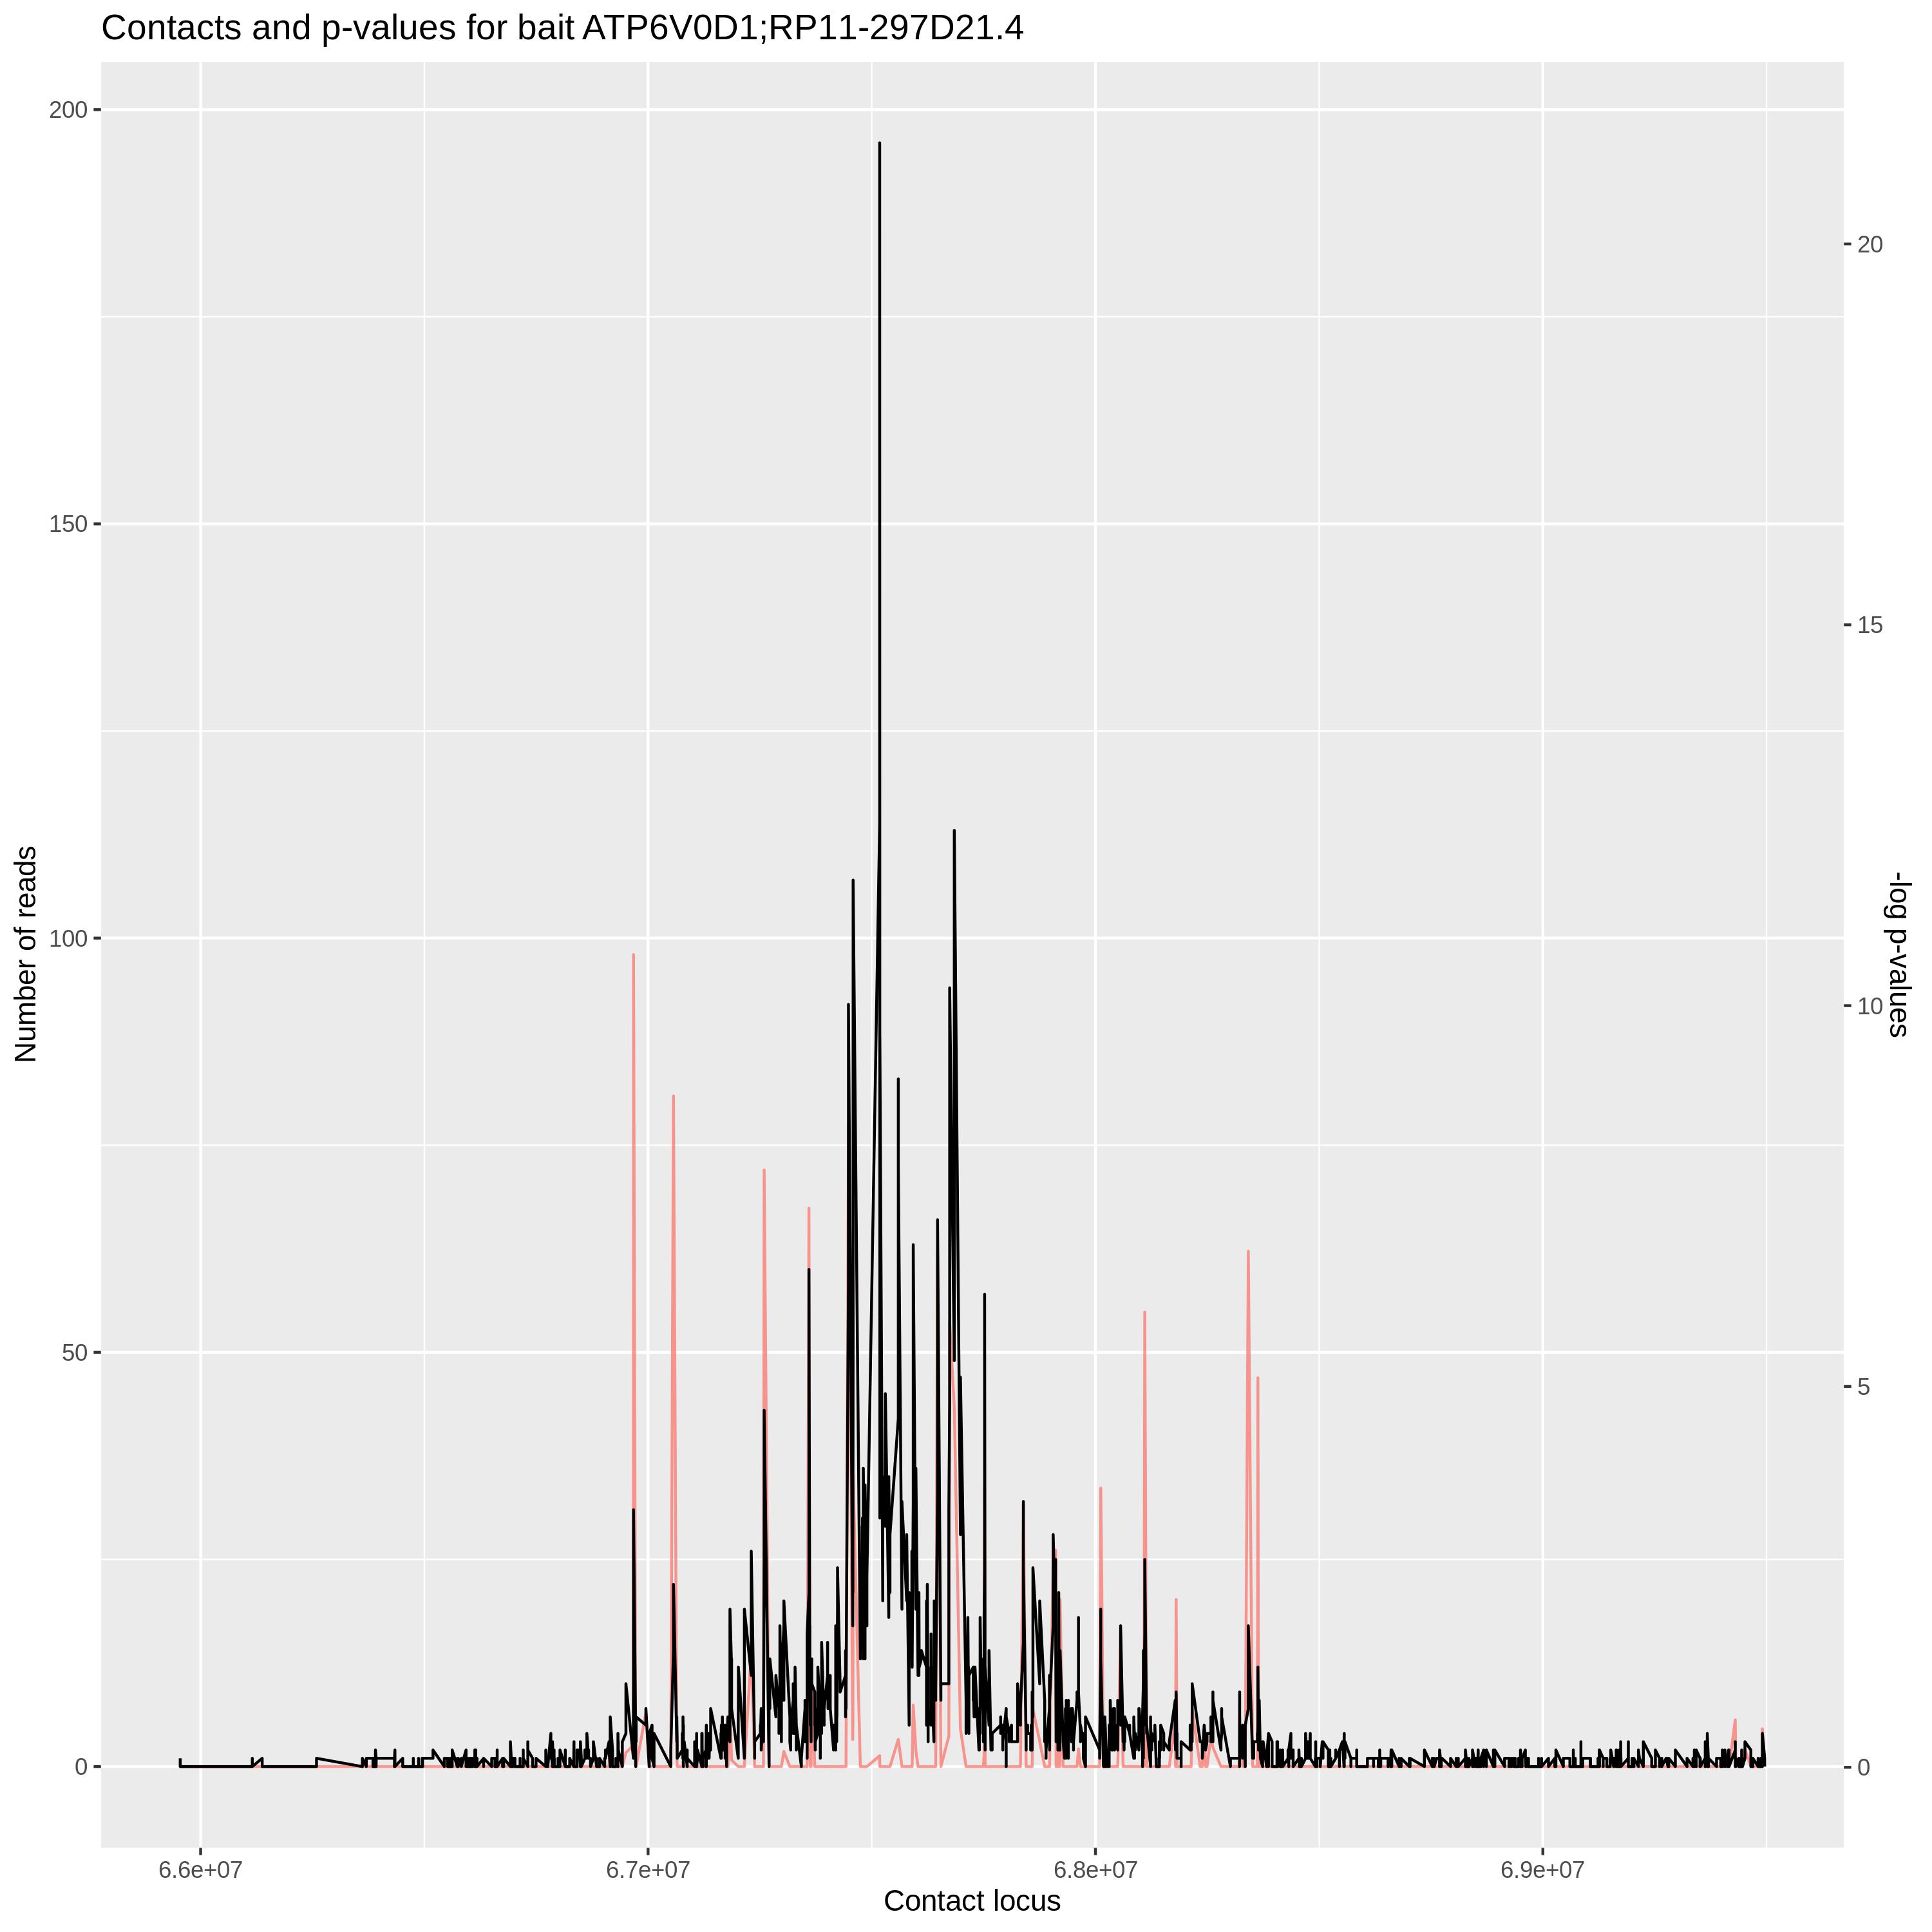 Contacts and p-values for bait ATP6V0D1;RP11-297D21.4
200
150
100
50
0
Number of reads
20
15
10
5
0
-log p-values
6.6e+07
6.7e+07
6.8e+07
6.9e+07
Contact locus